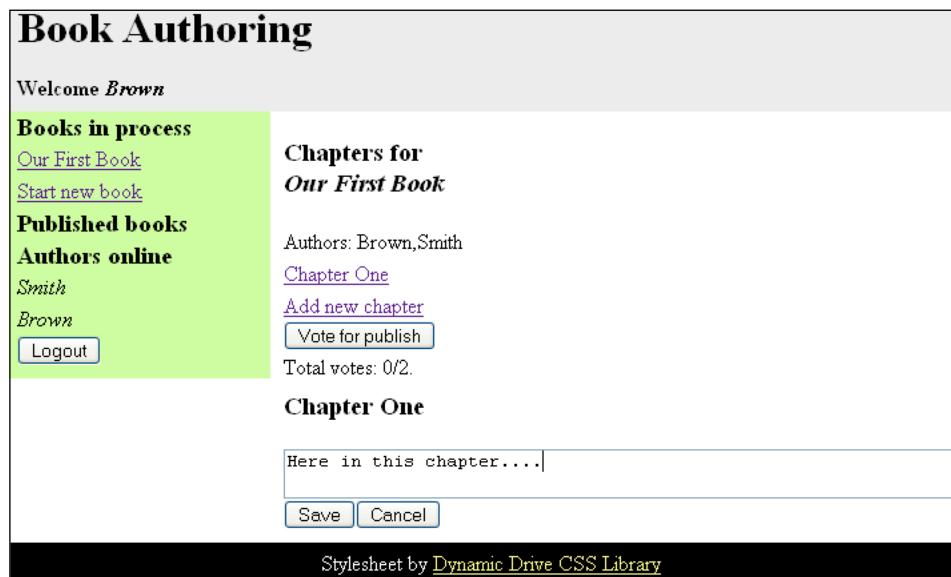 Book Authoring
Welcome Brown
Books in process
Our First Book
Start new book
Published books
Authors online
Smith
Brown
Logout
Chapters for
Our First Book
Authors: Brown,Smith
Chapter One
Add new chapter
Vote for publish
Total votes: 0/2.
Chapter One
Here in this chapter....
Save Cancel
Stylesheet by Dynamic Drive CSS Library